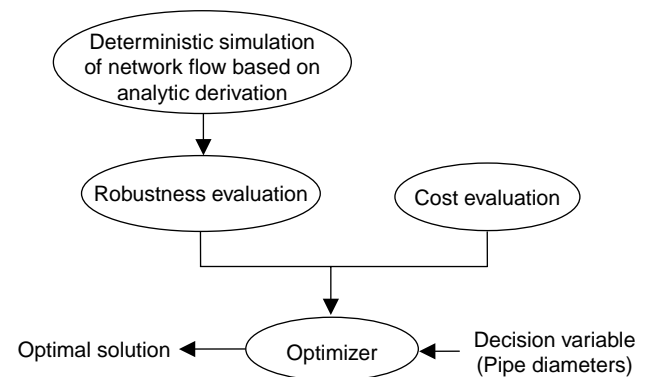 Deterministic simulation
of network flow based on
analytic derivation
Robustness evaluation
Cost evaluation
Optimal solution
Optimizer
Decision variable
(Pipe diameters)